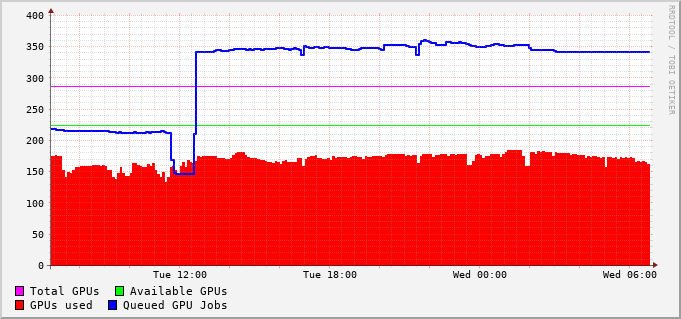 400
350
300
250
200
150
100
50
0
Tue 12:00 Tue 18:00 Wed 00:00 Wed 06:00
Total GPUs Available GPUs
GPUs used Queued GPU Jobs
RRDTOOL / TOBI OETIKER